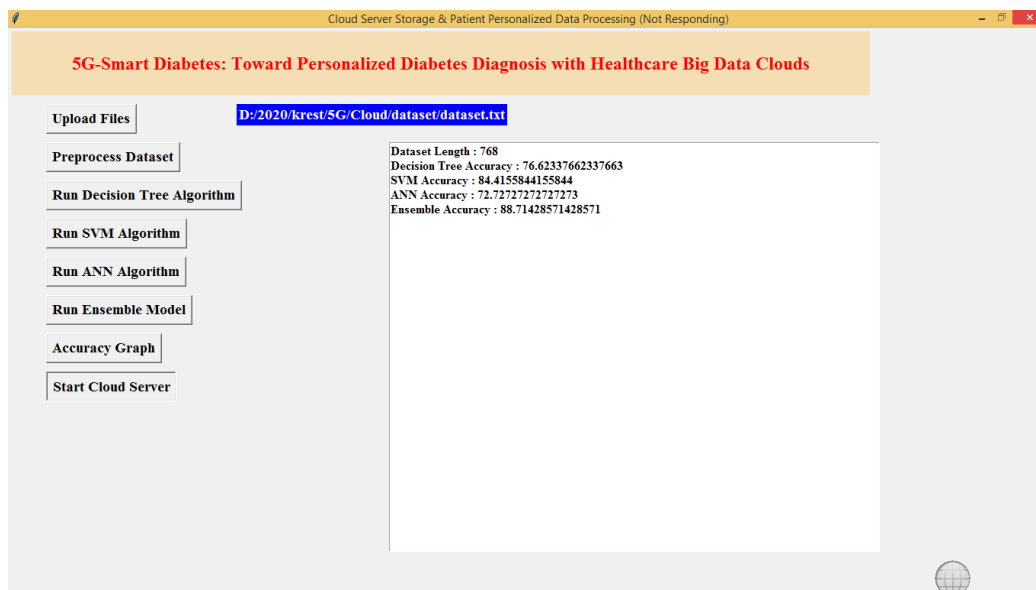 Cloud Server Storage & Patient Personalized Data Processing (Not Responding)
5G-Smart Diabetes: Toward Personalized Diabetes Diagnosis with Healthcare Big Data Clouds
Upload Files
D:/2020/krest/5G/Cloud/dataset/dataset.txt
Preprocess Dataset
Run Decision Tree Algorithm
Run SVM Algorithm
Run ANN Algorithm
Run Ensemble Model
Accuracy Graph
Start Cloud Server
Dataset Length : 768
Decision Tree Accuracy : 76.62337662337663
SVM Accuracy : 84.4155844155844
ANN Accuracy : 72.72727272727273
Ensemble Accuracy : 88.71428571428571